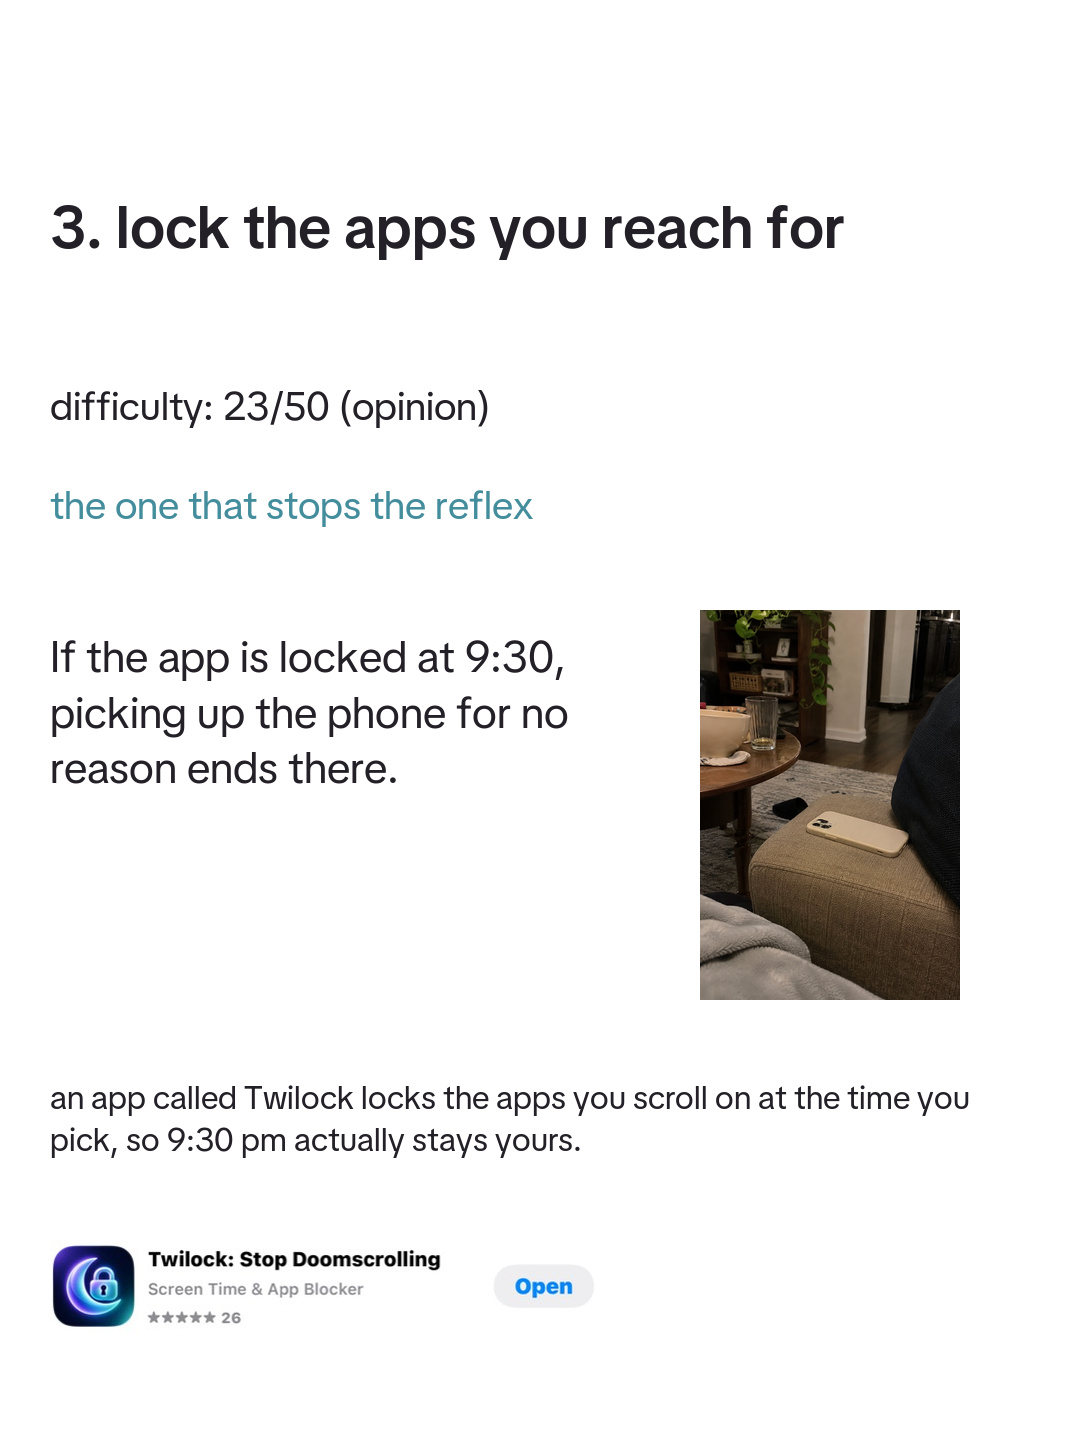 3. lock the apps you reach for
difficulty: 23/50 (opinion)
the one that stops the reflex
If the app is locked at 9:30,
picking up the phone for no
reason ends there.
an app called Twilock locks the apps you scroll on at the time you
pick, so 9:30 pm actually stays yours.
Twilock: Stop Doomscrolling
Screen Time & App Blocker
★★★★★ 26
Open